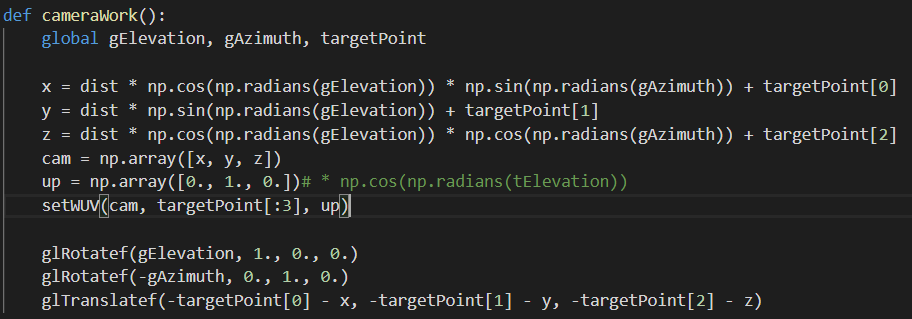 def cameraWork():
    global gElevation, gAzimuth, targetPoint

    x = dist * np.cos(np.radians(gElevation)) * np.sin(np.radians(gAzimuth)) + targetPoint[0]
    y = dist * np.sin(np.radians(gElevation)) + targetPoint[1]
    z = dist * np.cos(np.radians(gElevation)) * np.cos(np.radians(gAzimuth)) + targetPoint[2]
    cam = np.array([x, y, z])
    up = np.array([0., 1., 0.])# * np.cos(np.radians(tElevation))
    setWUV(cam, targetPoint[:3], up)

    glRotatef(gElevation, 1., 0., 0.)
    glRotatef(-gAzimuth, 0., 1., 0.)
    glTranslatef(-targetPoint[0] - x, -targetPoint[1] - y, -targetPoint[2] - z)